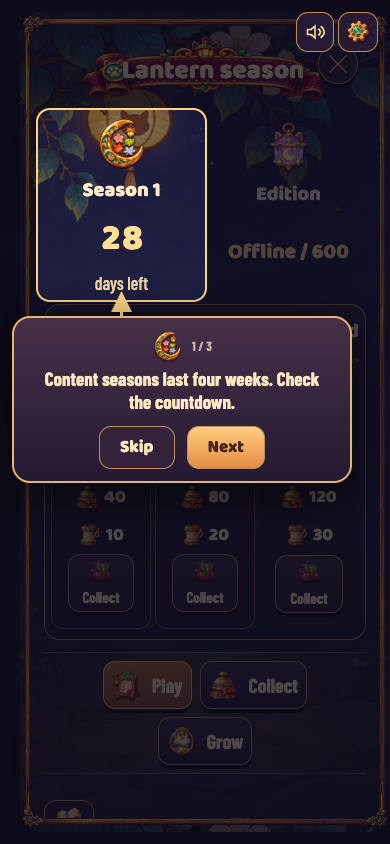 Lantern season
Season 1
28
days left
Edition
Offline / 600
1 / 3
Content seasons last four weeks. Check
the countdown.
Skip
Next
40
80
120
10
20
30
Collect
Collect
Collect
Play
Collect
Grow